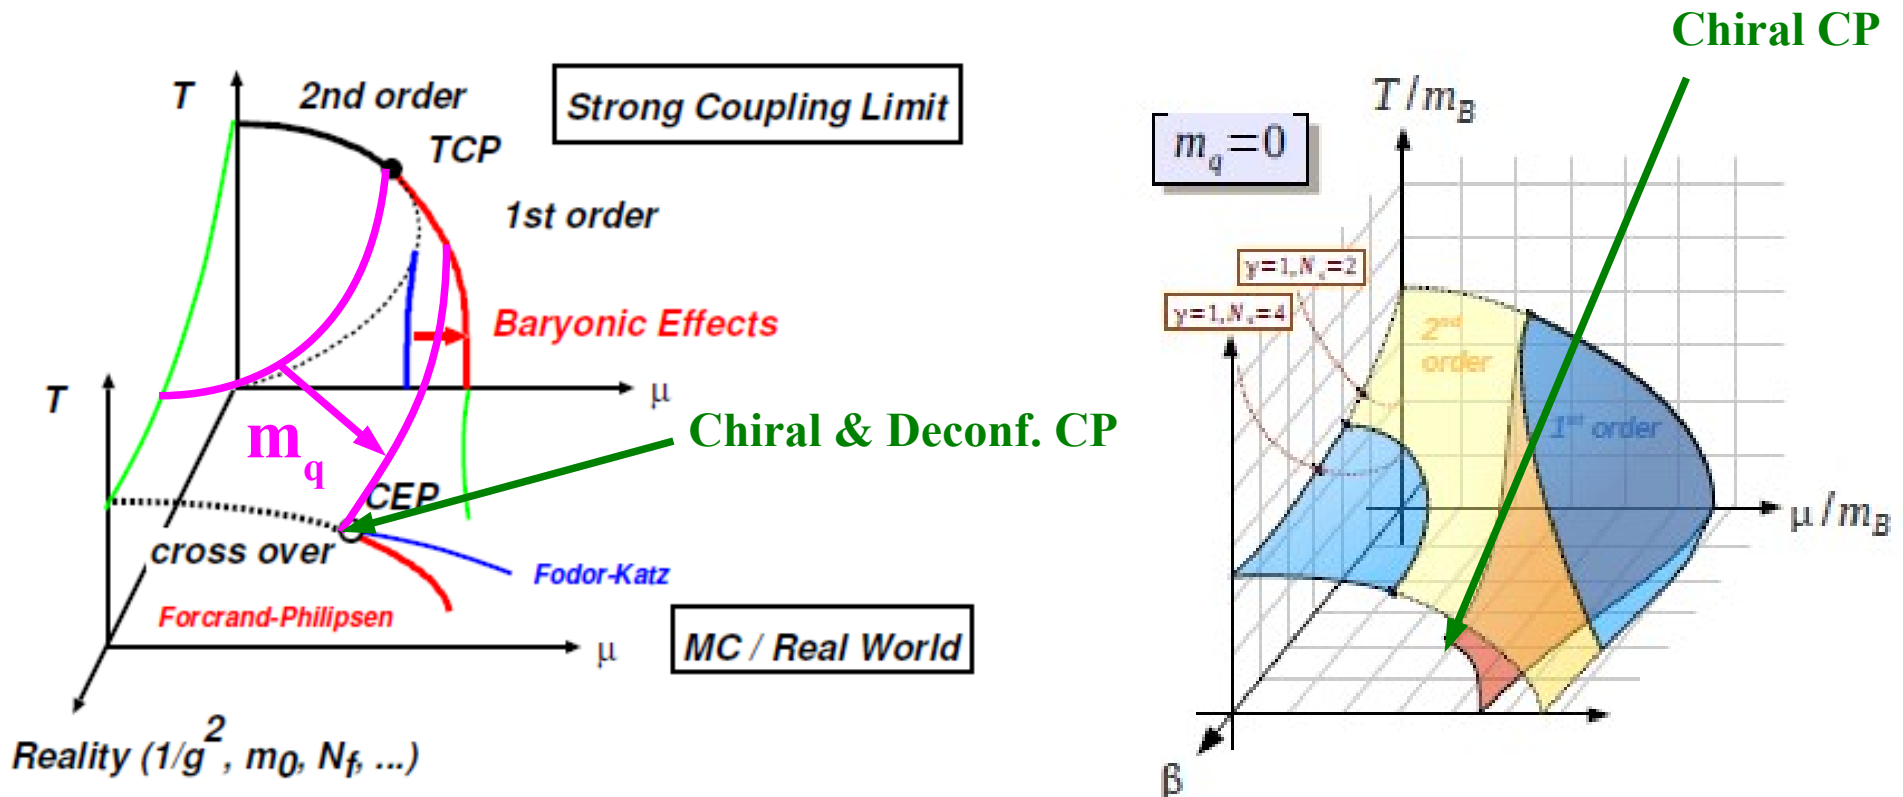 T
2nd order
Strong Coupling Limit
TCP
1st order
Baryonic Effects
μ
T
m_q
Chiral & Deconf. CP
CEP
cross over
Fodor-Katz
Forcrand-Philipsen
μ
MC / Real World
Reality (1/g², m₀, N_f, ...)
Chiral CP
T/m_B
m_q=0
γ=1,N_τ=2
γ=1,N_τ=4
2nd
order
1st order
μ/m_B
β